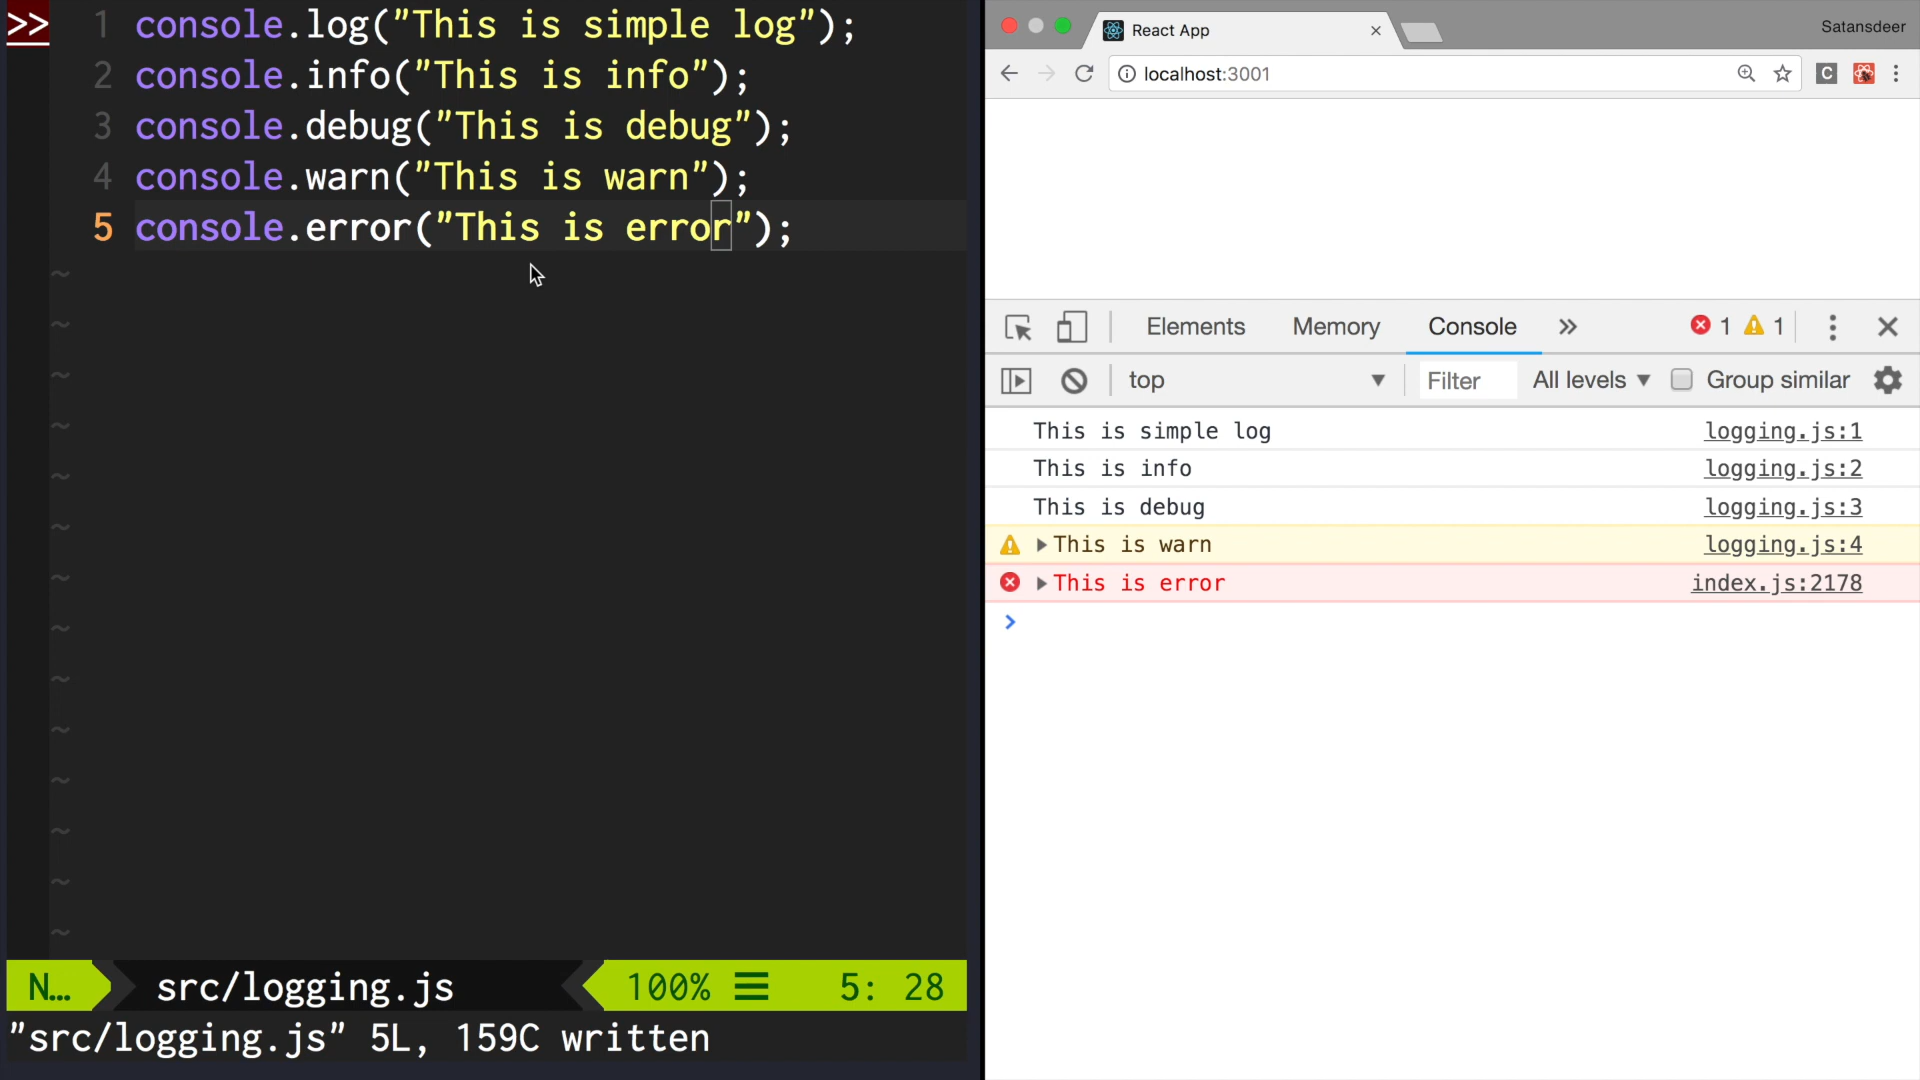 >> 1 console.log("This is simple log");
2 console.info("This is info");
3 console.debug("This is debug");
4 console.warn("This is warn");
5 console.error("This is error");
~
~
~
~
~
~
~
~
~
~
~
~
~
~
N... src/logging.js 100% ☰ 5: 28
"src/logging.js" 5L, 159C written
React App × Satansdeer
localhost:3001 C
Elements Memory Console » 1 1
top ▼ Filter All levels ▼ Group similar
This is simple log logging.js:1
This is info logging.js:2
This is debug logging.js:3
This is warn logging.js:4
This is error index.js:2178
>